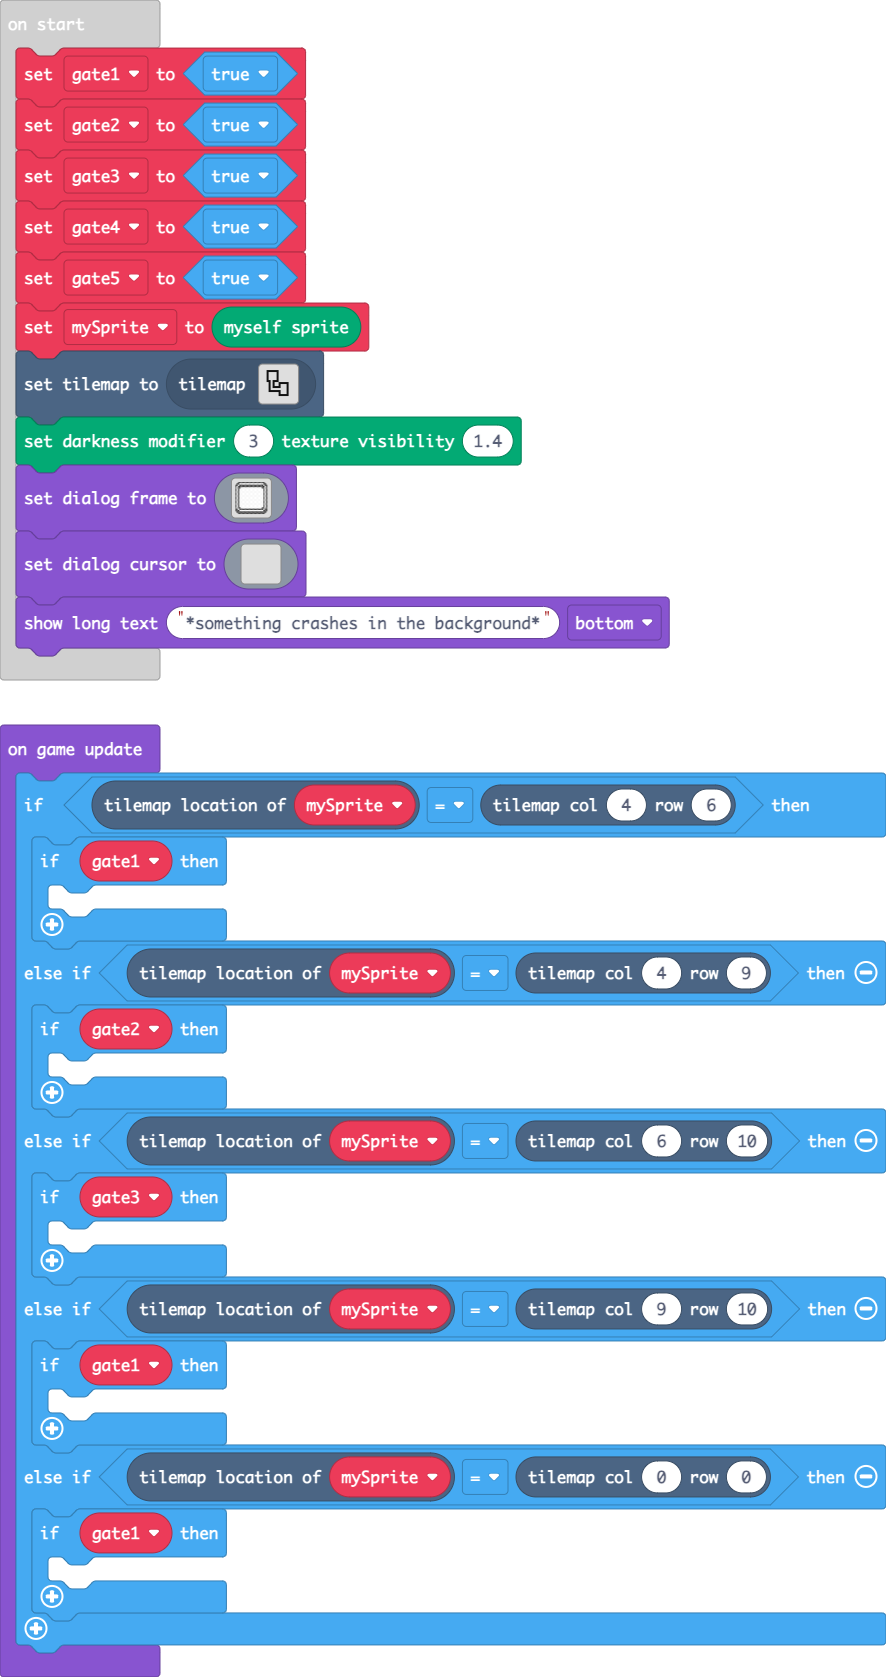 on start
set gate1 to true
set gate2 to true
set gate3 to true
set gate4 to true
set gate5 to true
set mySprite to myself sprite
set tilemap to tilemap
set darkness modifier 3 texture visibility 1.4
set dialog frame to
set dialog cursor to
show long text "*something crashes in the background*" bottom
on game update
if tilemap location of mySprite = tilemap col 4 row 6 then
if gate1 then
else if tilemap location of mySprite = tilemap col 4 row 9 then
if gate2 then
else if tilemap location of mySprite = tilemap col 6 row 10 then
if gate3 then
else if tilemap location of mySprite = tilemap col 9 row 10 then
if gate1 then
else if tilemap location of mySprite = tilemap col 0 row 0 then
if gate1 then